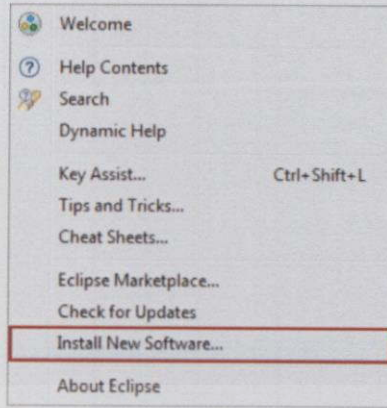 Welcome
Help Contents
Search
Dynamic Help
Key Assist... Ctrl+Shift+L
Tips and Tricks...
Cheat Sheets...
Eclipse Marketplace...
Check for Updates
Install New Software...
About Eclipse